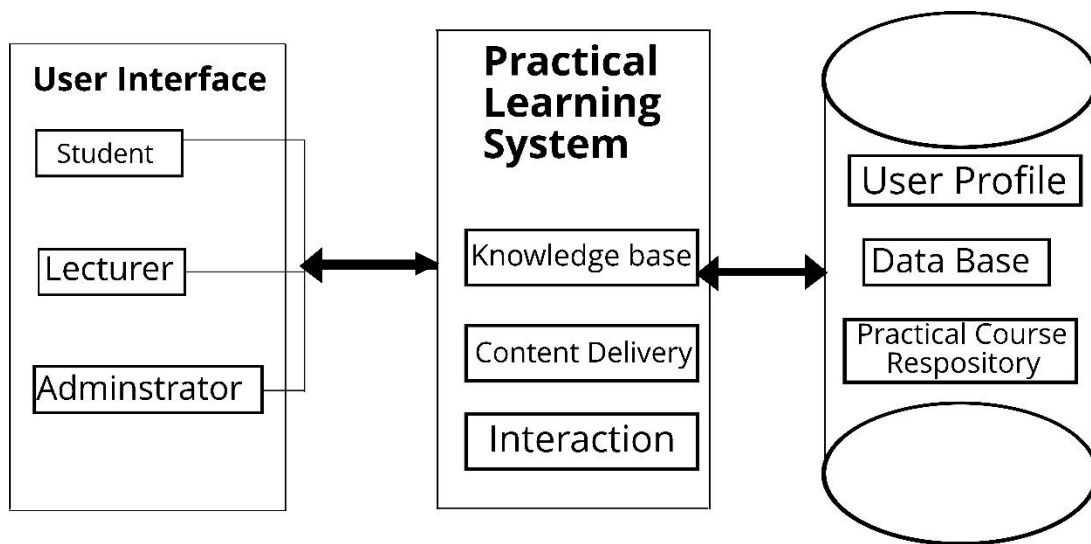 User Interface
Student
Lecturer
Adminstrator
Practical
Learning
System
Knowledge base
Content Delivery
Interaction
User Profile
Data Base
Practical Course
Respository